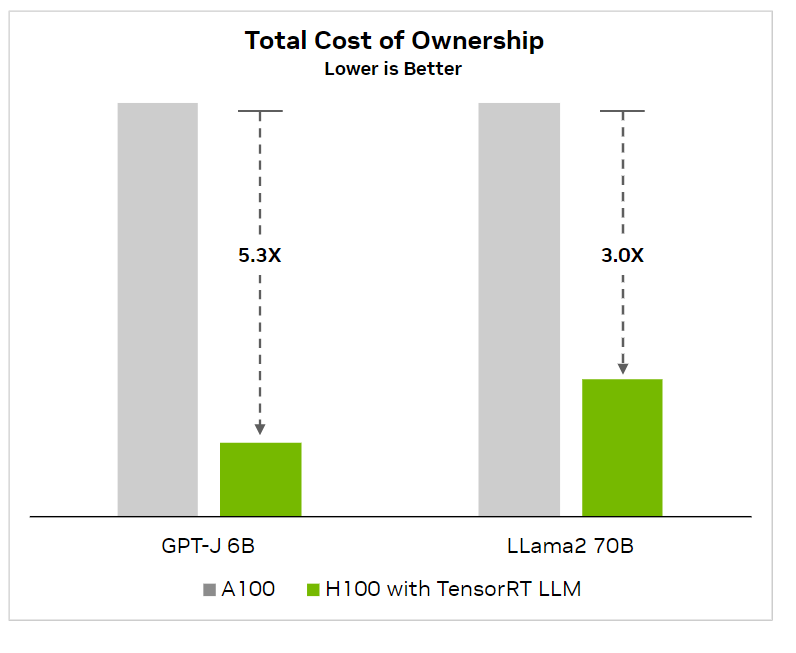 Total Cost of Ownership
Lower is Better
5.3X
3.0X
GPT-J 6B
LLama2 70B
A100
H100 with TensorRT LLM